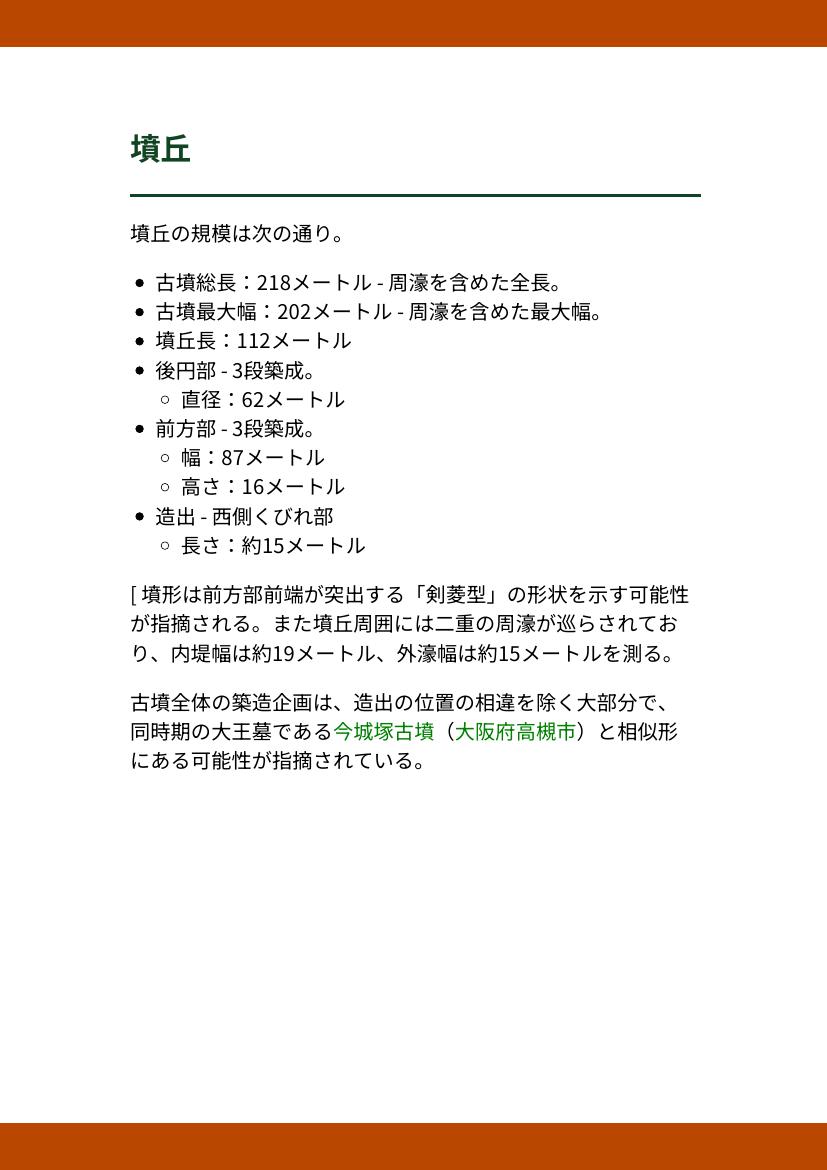 墳丘
墳丘の規模は次の通り。
● 古墳総長：218メートル - 周濠を含めた全長。
● 古墳最大幅：202メートル - 周濠を含めた最大幅。
● 墳丘長：112メートル
● 後円部 - 3段築成。
○ 直径：62メートル
● 前方部 - 3段築成。
○ 幅：87メートル
○ 高さ：16メートル
● 造出 - 西側くびれ部
○ 長さ：約15メートル
[ 墳形は前方部前端が突出する「剣菱型」の形状を示す可能性
が指摘される。また墳丘周囲には二重の周濠が巡らされてお
り、内堤幅は約19メートル、外濠幅は約15メートルを測る。
古墳全体の築造企画は、造出の位置の相違を除く大部分で、
同時期の大王墓である今城塚古墳（大阪府高槻市）と相似形
にある可能性が指摘されている。